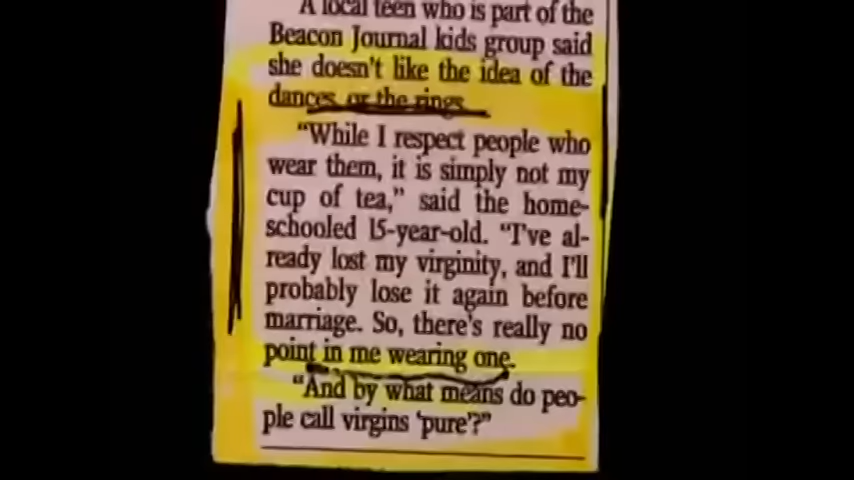 A local teen who is part of the
Beacon Journal kids group said
she doesn't like the idea of the
dances, or the rings.
"While I respect people who
wear them, it is simply not my
cup of tea," said the home-
schooled 15-year-old. "I've al-
ready lost my virginity, and I'll
probably lose it again before
marriage. So, there's really no
point in me wearing one.
"And by what means do peo-
ple call virgins 'pure'?"